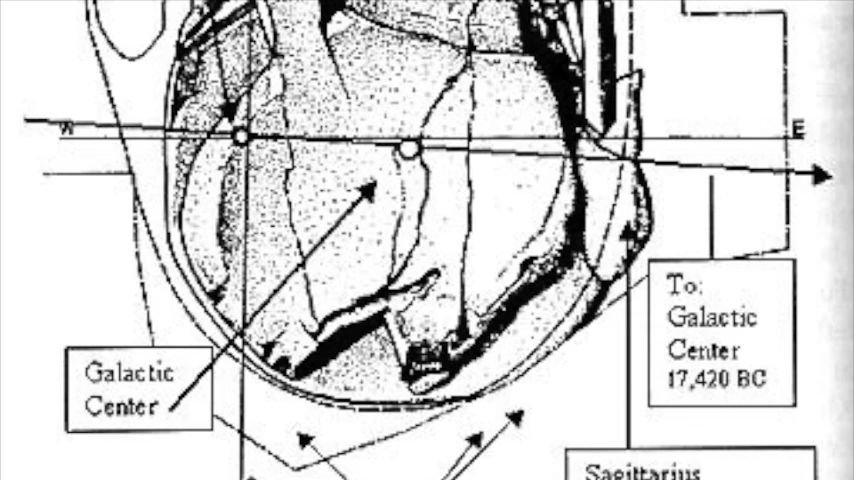 W
E
To:
Galactic
Center
17,420 BC
Galactic
Center
Sagittarius